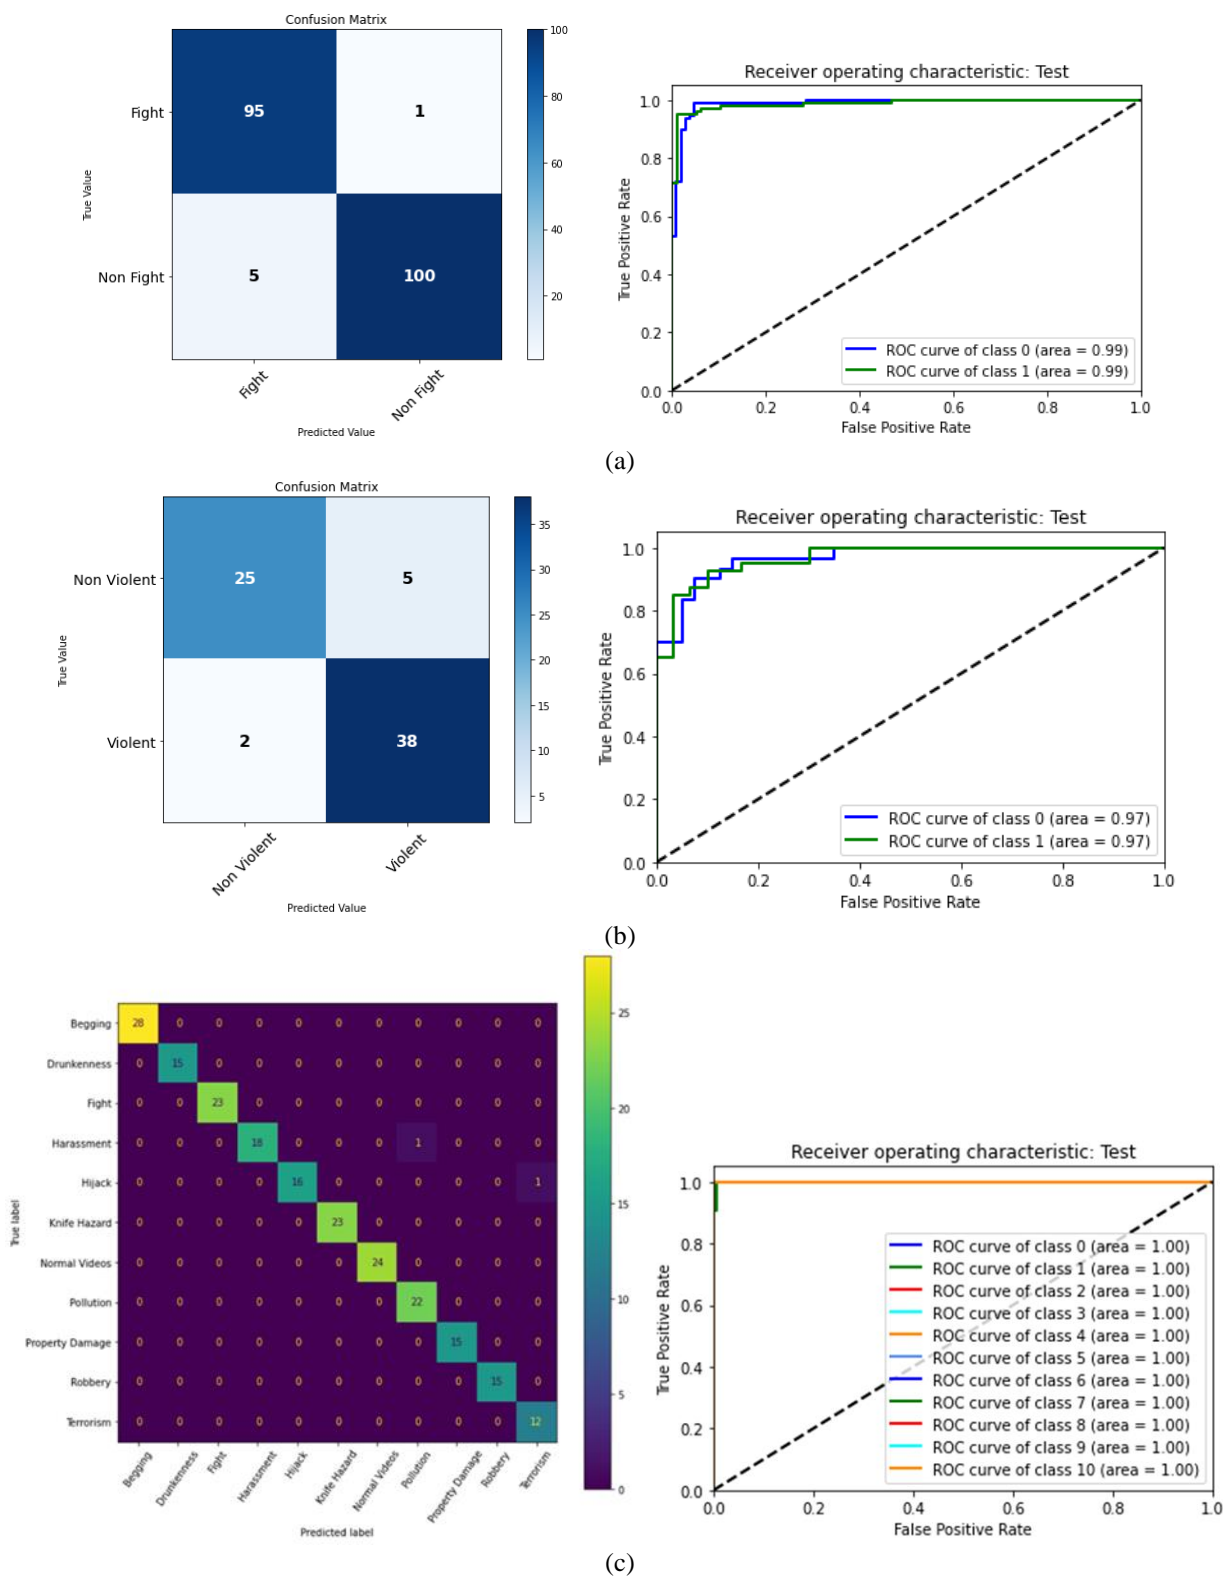 Confusion Matrix
Fight
Non Fight
True Value
95 1
5 100
Fight Non Fight
Predicted Value
100
80
60
40
20
Receiver operating characteristic: Test
True Positive Rate
1.0
0.8
0.6
0.4
0.2
0.0
ROC curve of class 0 (area = 0.99)
ROC curve of class 1 (area = 0.99)
0.0 0.2 0.4 0.6 0.8 1.0
False Positive Rate
(a)
Confusion Matrix
Non Violent
Violent
True Value
25 5
2 38
Non Violent Violent
Predicted Value
35
30
25
20
15
10
5
Receiver operating characteristic: Test
True Positive Rate
1.0
0.8
0.6
0.4
0.2
0.0
ROC curve of class 0 (area = 0.97)
ROC curve of class 1 (area = 0.97)
0.0 0.2 0.4 0.6 0.8 1.0
False Positive Rate
(b)
True label
Begging 28 0 0 0 0 0 0 0 0 0 0
Drunkenness 0 15 0 0 0 0 0 0 0 0 0
Fight 0 0 23 0 0 0 0 0 0 0 0
Harassment 0 0 0 18 0 0 0 1 0 0 0
Hijack 0 0 0 0 16 0 0 0 0 0 1
Knife Hazard 0 0 0 0 0 23 0 0 0 0 0
Normal Videos 0 0 0 0 0 0 24 0 0 0 0
Pollution 0 0 0 0 0 0 0 22 0 0 0
Property Damage 0 0 0 0 0 0 0 0 15 0 0
Robbery 0 0 0 0 0 0 0 0 0 15 0
Terrorism 0 0 0 0 0 0 0 0 0 0 12
Begging Drunkenness Fight Harassment Hijack Knife Hazard Normal Videos Pollution Property Damage Robbery Terrorism
Predicted label
25
20
15
10
5
0
Receiver operating characteristic: Test
True Positive Rate
1.0
0.8
0.6
0.4
0.2
0.0
ROC curve of class 0 (area = 1.00)
ROC curve of class 1 (area = 1.00)
ROC curve of class 2 (area = 1.00)
ROC curve of class 3 (area = 1.00)
ROC curve of class 4 (area = 1.00)
ROC curve of class 5 (area = 1.00)
ROC curve of class 6 (area = 1.00)
ROC curve of class 7 (area = 1.00)
ROC curve of class 8 (area = 1.00)
ROC curve of class 9 (area = 1.00)
ROC curve of class 10 (area = 1.00)
0.0 0.2 0.4 0.6 0.8 1.0
False Positive Rate
(c)